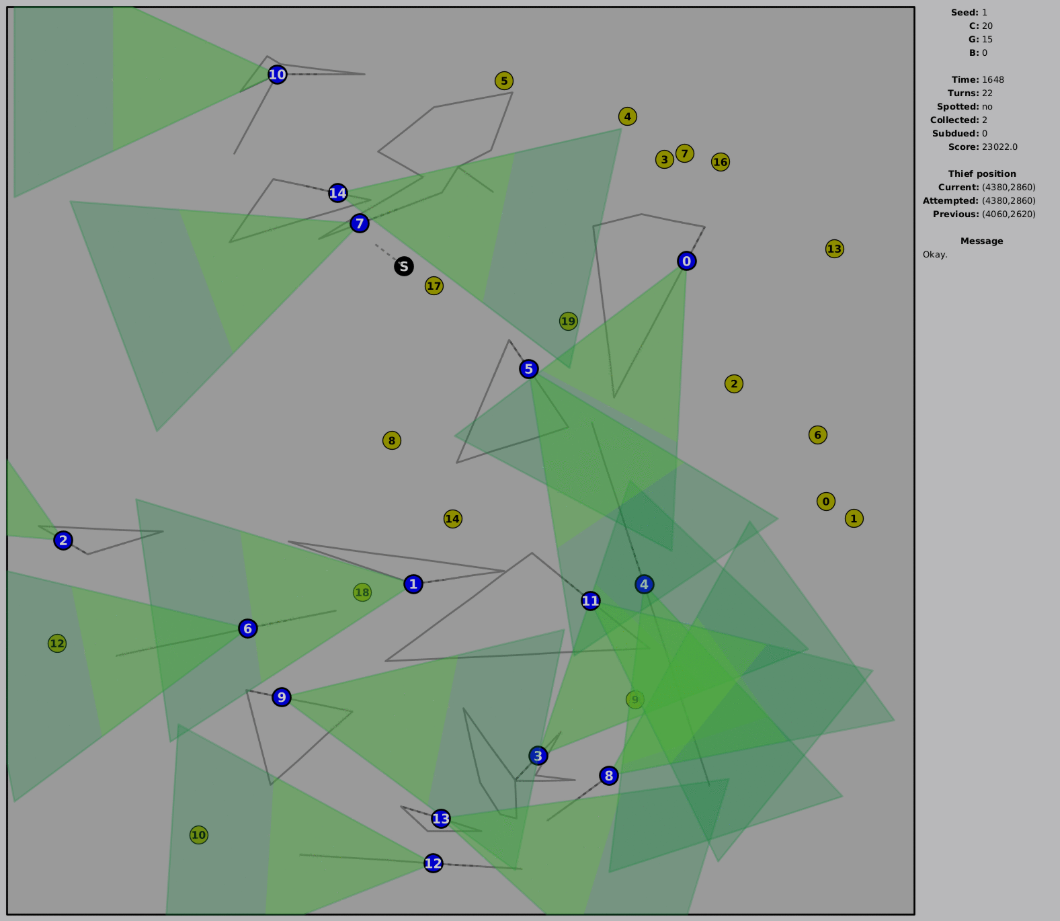 Seed: 1
C: 20
G: 15
B: 0
Time: 1648
Turns: 22
Spotted: no
Collected: 2
Subdued: 0
Score: 23022.0
Thief position
Current: (4380,2860)
Attempted: (4380,2860)
Previous: (4060,2620)
Message
Okay.
10
5
4
3
7
16
14
7
S
17
13
0
19
5
2
8
6
14
0
1
2
18
1
4
11
6
12
9
9
3
8
13
10
12